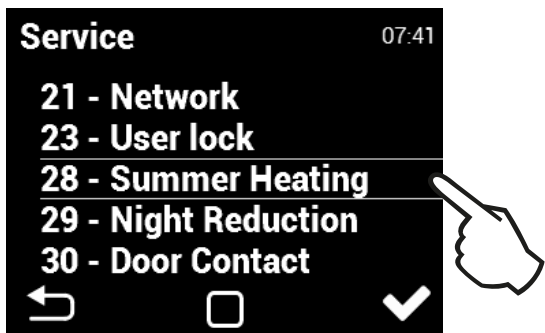 Service 07:41
21 - Network
23 - User lock
28 - Summer Heating
29 - Night Reduction
30 - Door Contact